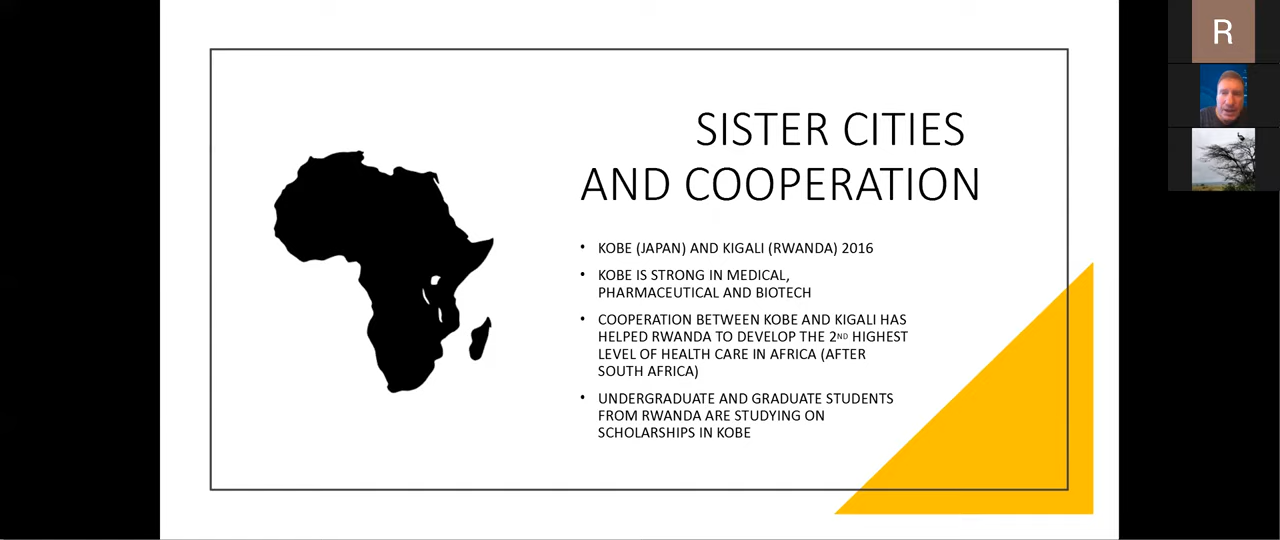 SISTER CITIES
AND COOPERATION
• KOBE (JAPAN) AND KIGALI (RWANDA) 2016
• KOBE IS STRONG IN MEDICAL,
PHARMACEUTICAL AND BIOTECH
• COOPERATION BETWEEN KOBE AND KIGALI HAS
HELPED RWANDA TO DEVELOP THE 2ND HIGHEST
LEVEL OF HEALTH CARE IN AFRICA (AFTER
SOUTH AFRICA)
• UNDERGRADUATE AND GRADUATE STUDENTS
FROM RWANDA ARE STUDYING ON
SCHOLARSHIPS IN KOBE
R